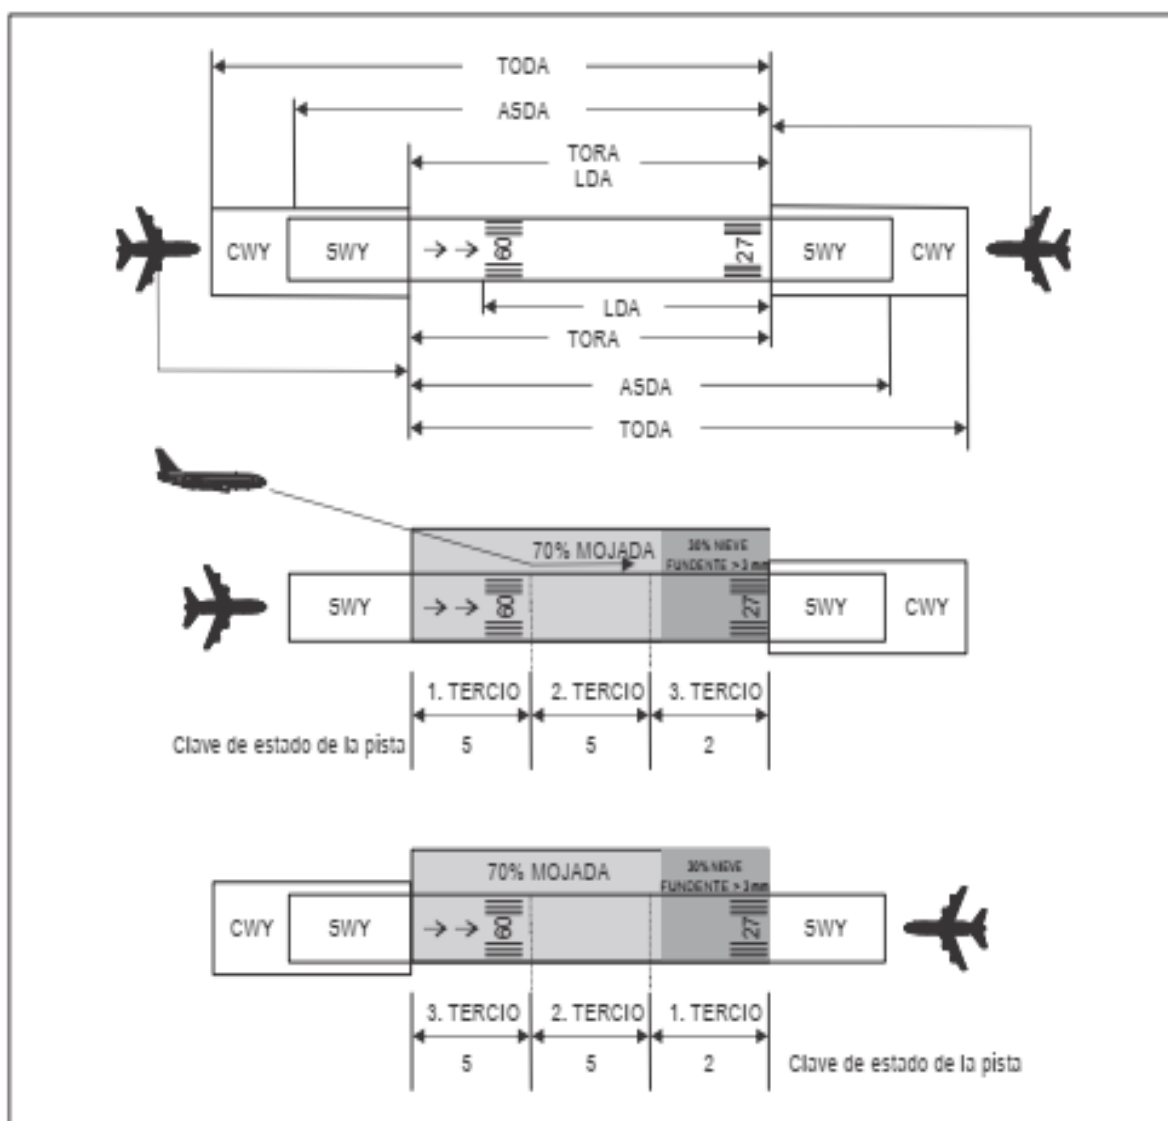 TODA
ASDA
TORA
LDA
CWY SWY 09 27 SWY CWY
LDA
TORA
ASDA
TODA
70% MOJADA 30% NIEVE
FUNDENTE > 3 mm
SWY 09 27 SWY CWY
1. TERCIO 2. TERCIO 3. TERCIO
Clave de estado de la pista 5 5 2
70% MOJADA 30% NIEVE
FUNDENTE > 3 mm
CWY SWY 09 27 SWY
3. TERCIO 2. TERCIO 1. TERCIO
5 5 2 Clave de estado de la pista